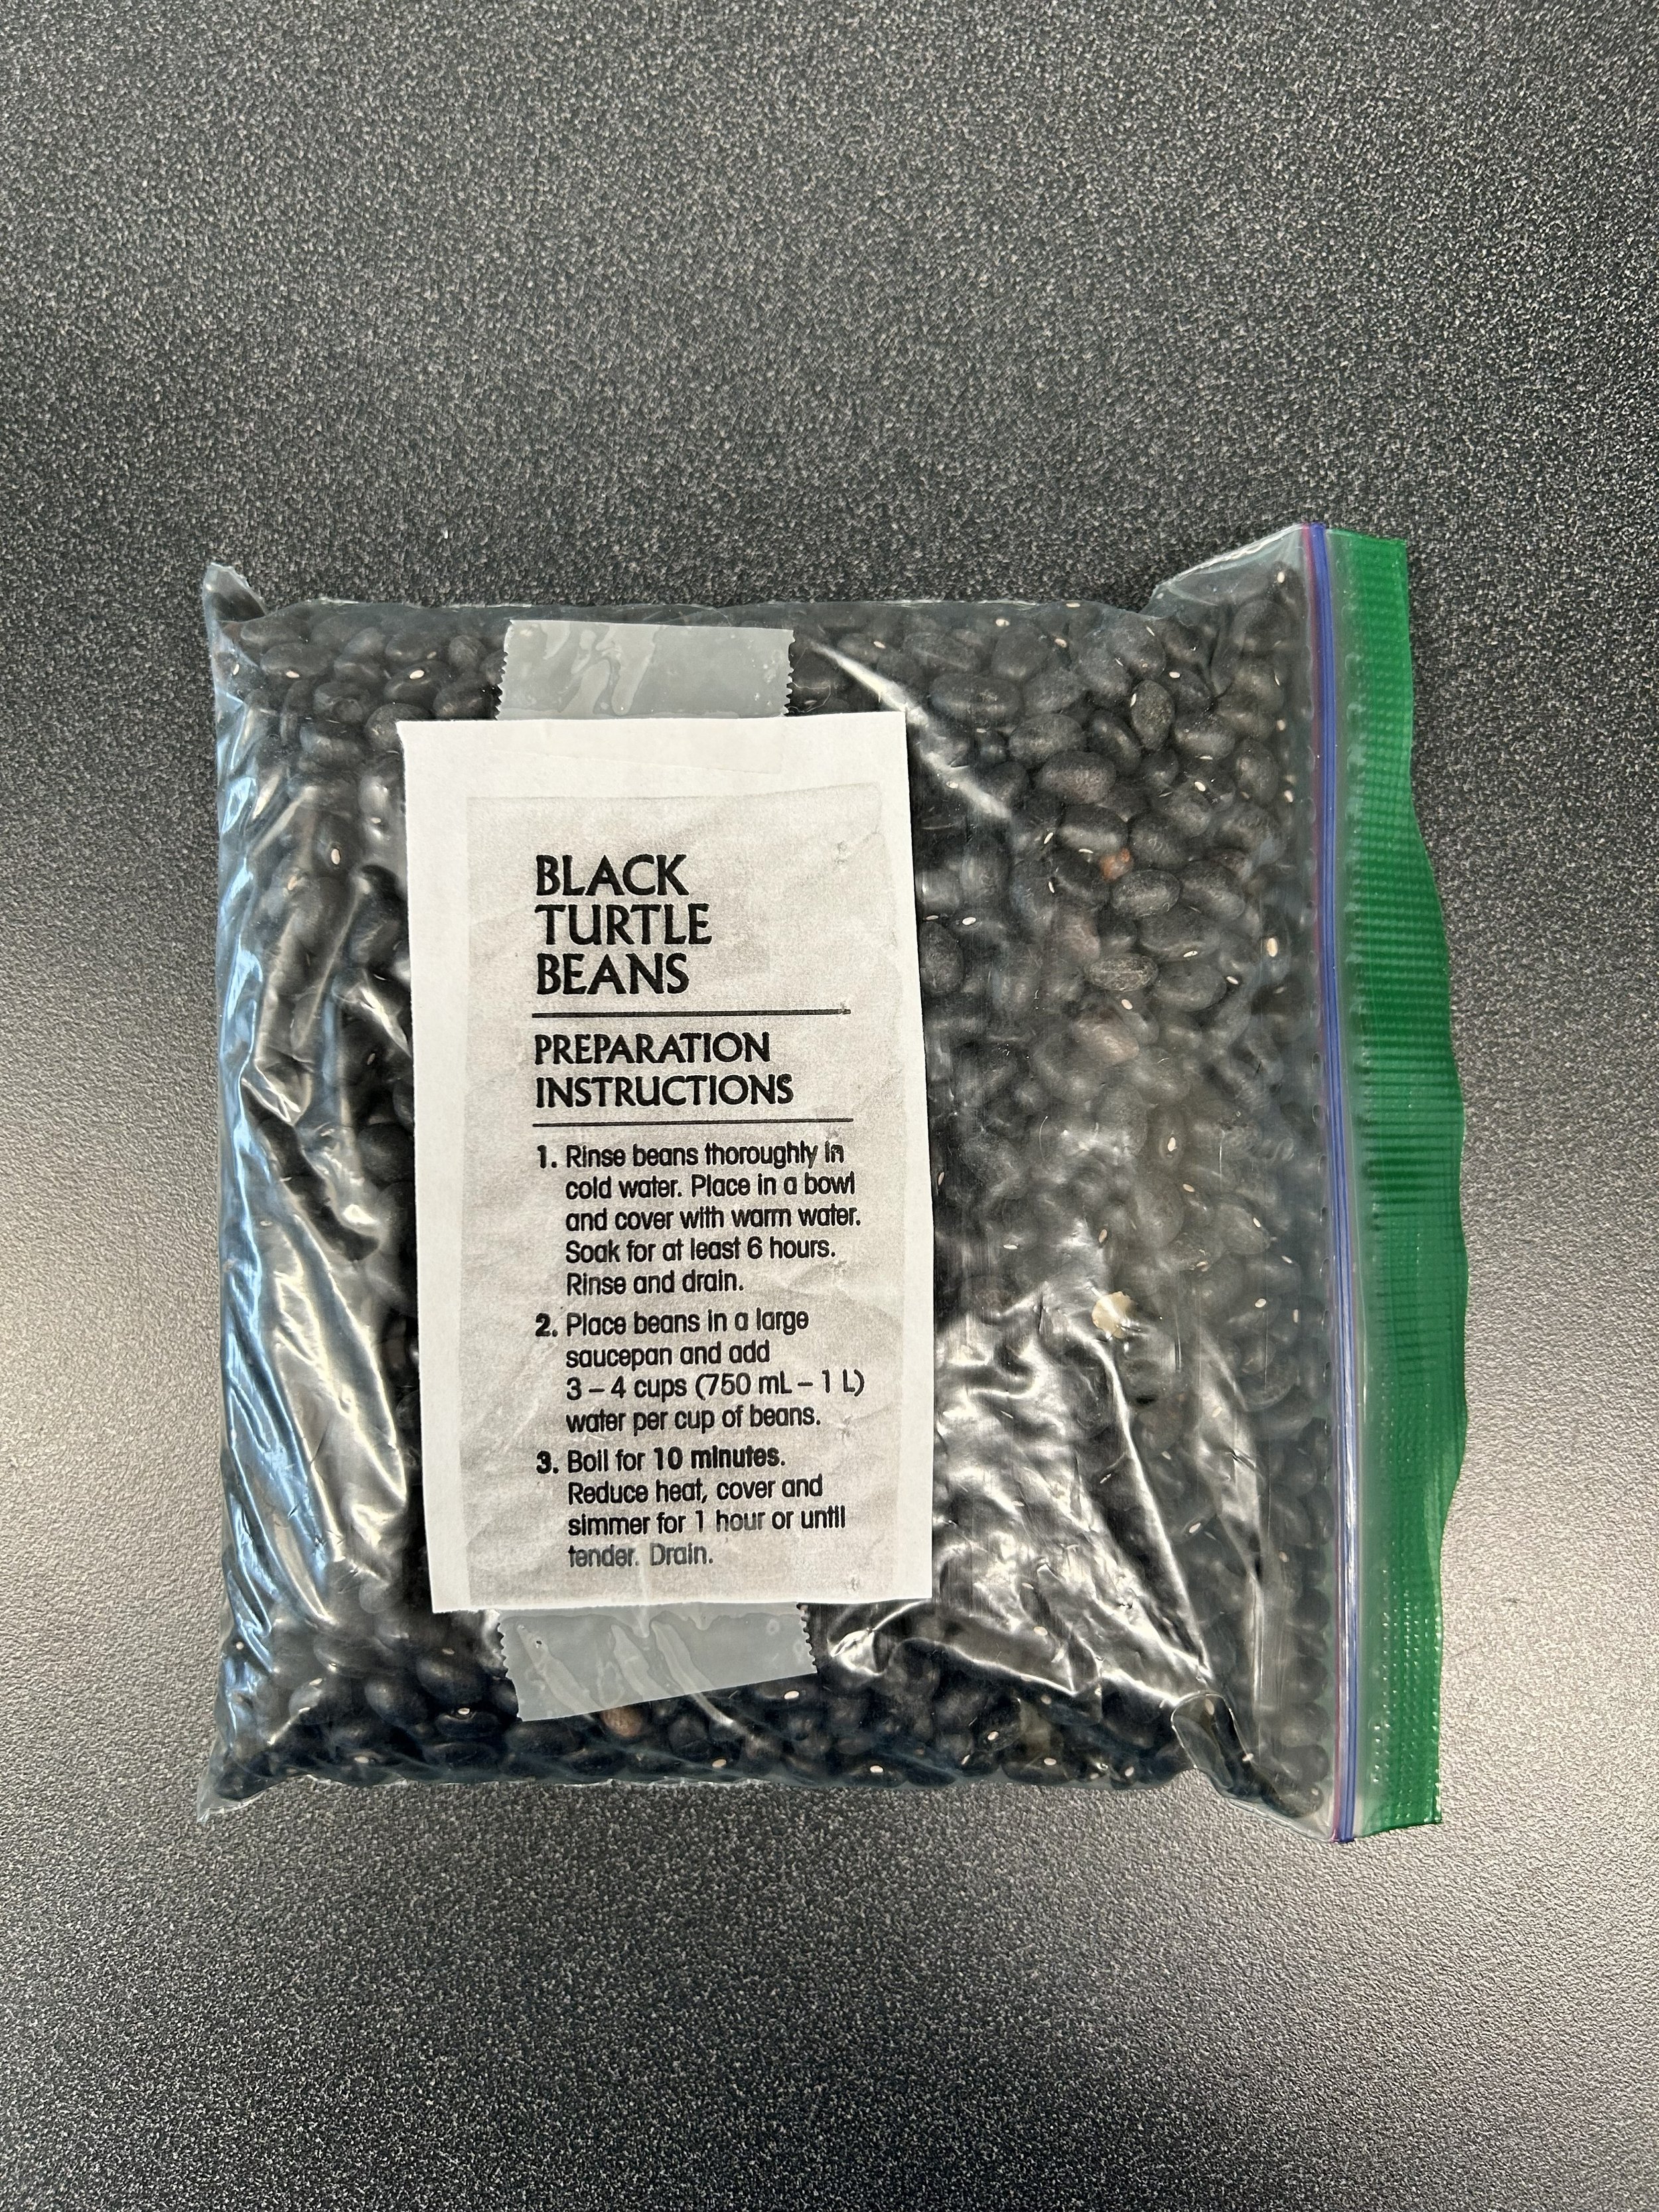 BLACK
TURTLE
BEANS
PREPARATION
INSTRUCTIONS
1. Rinse beans thoroughly in
cold water. Place in a bowl
and cover with warm water.
Soak for at least 6 hours.
Rinse and drain.
2. Place beans in a large
saucepan and add
3 – 4 cups (750 mL – 1 L)
water per cup of beans.
3. Boil for 10 minutes.
Reduce heat, cover and
simmer for 1 hour or until
tender. Drain.